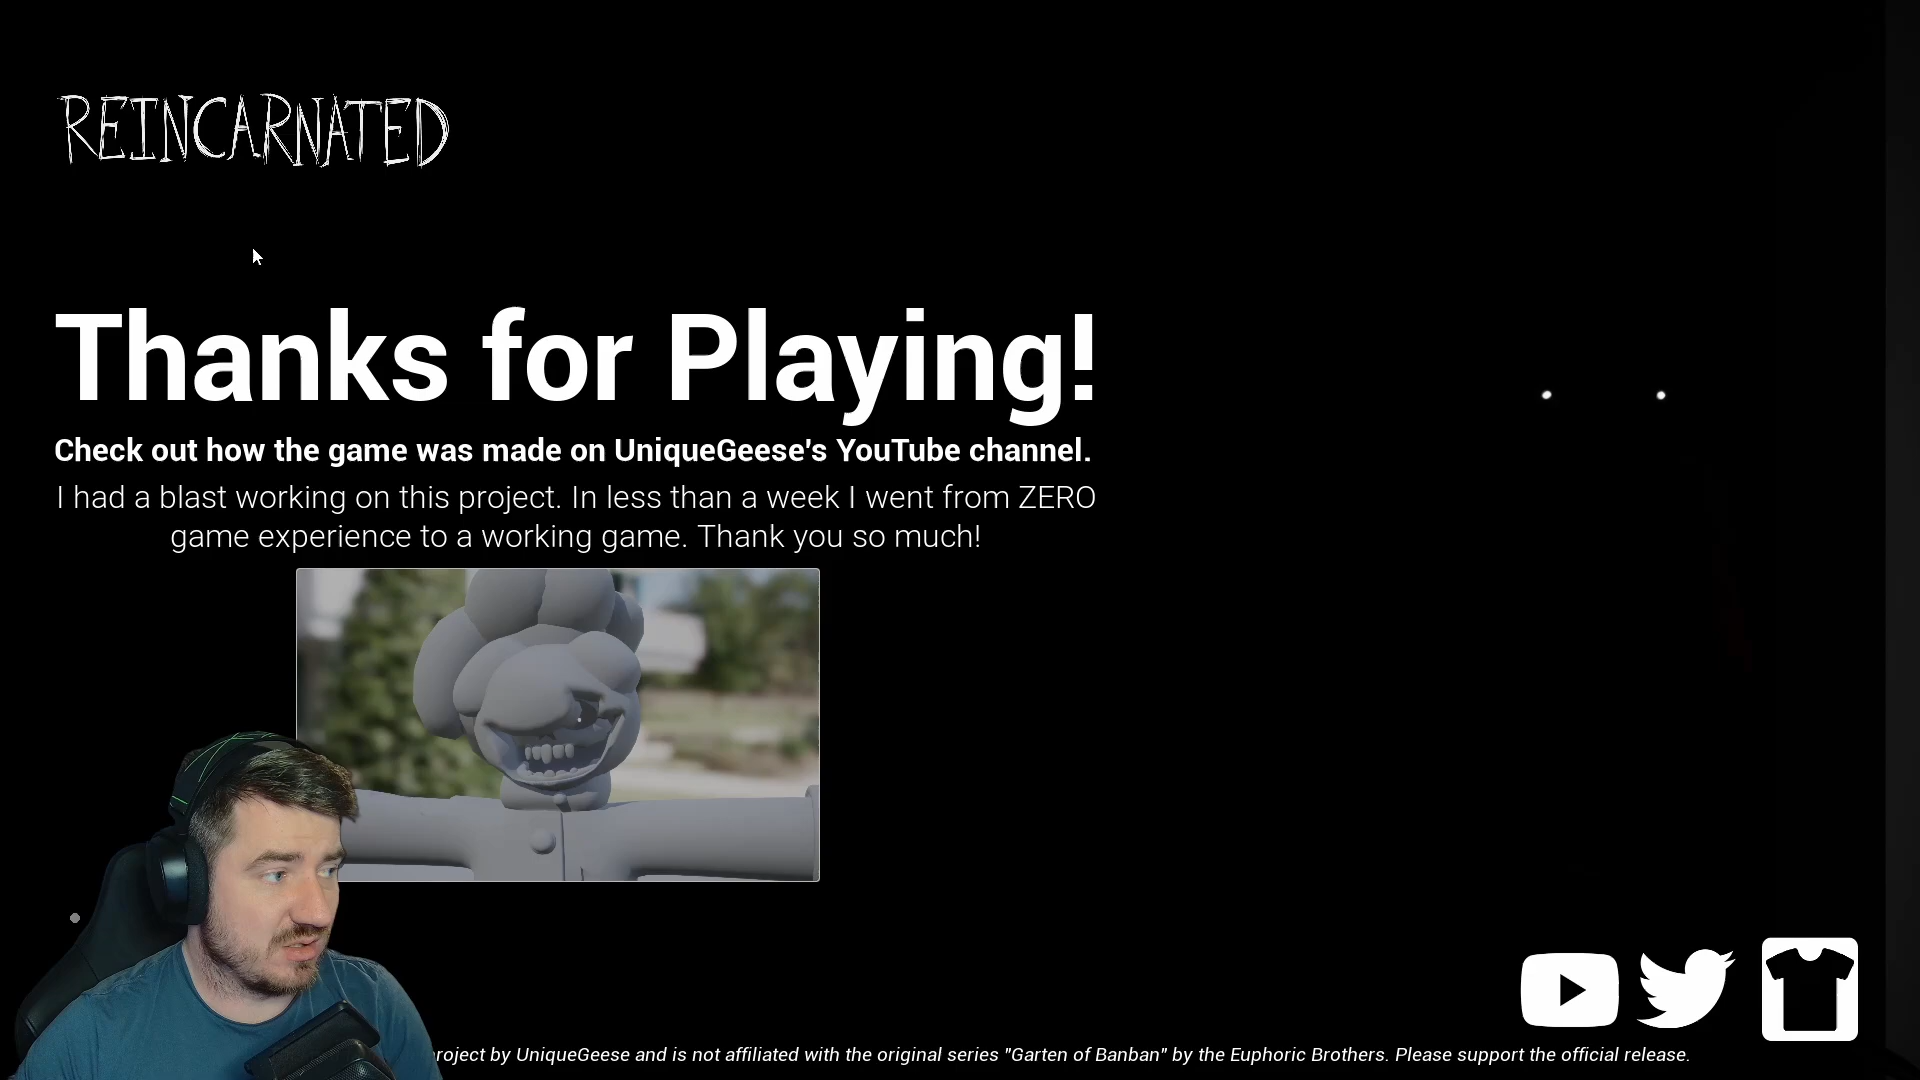 REINCARNATED
Thanks for Playing!
Check out how the game was made on UniqueGeese's YouTube channel.
I had a blast working on this project. In less than a week I went from ZERO
game experience to a working game. Thank you so much!
by UniqueGeese and is not affiliated with the original series "Garten of Banban" by the Euphoric Brothers. Please support the official release.